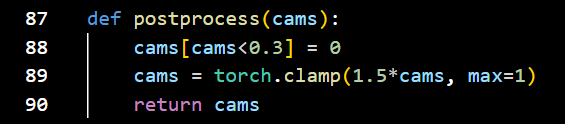 87 def postprocess(cams):
88 cams[cams<0.3] = 0
89 cams = torch.clamp(1.5*cams, max=1)
90 return cams